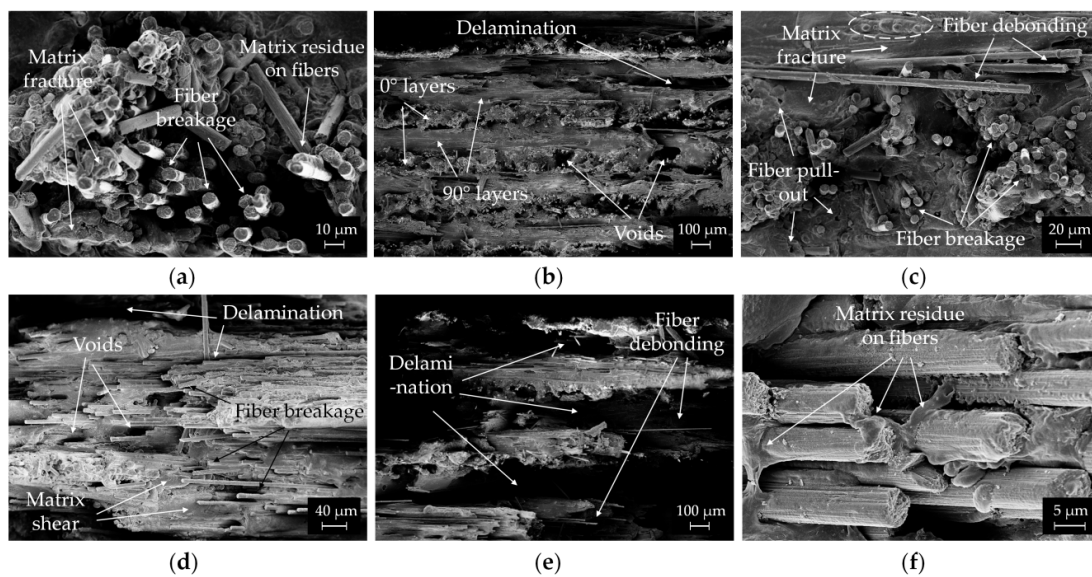 Matrix
fracture
Matrix residue
on fibers
Fiber
breakage
10 µm
(a)
Delamination
0° layers
90° layers
Voids
100 µm
(b)
Matrix
fracture
Fiber debonding
Fiber pull-
out
Fiber breakage
20 µm
(c)
Delamination
Voids
Fiber breakage
Matrix
shear
40 µm
(d)
Fiber
debonding
Delami
-nation
100 µm
(e)
Matrix residue
on fibers
5 µm
(f)